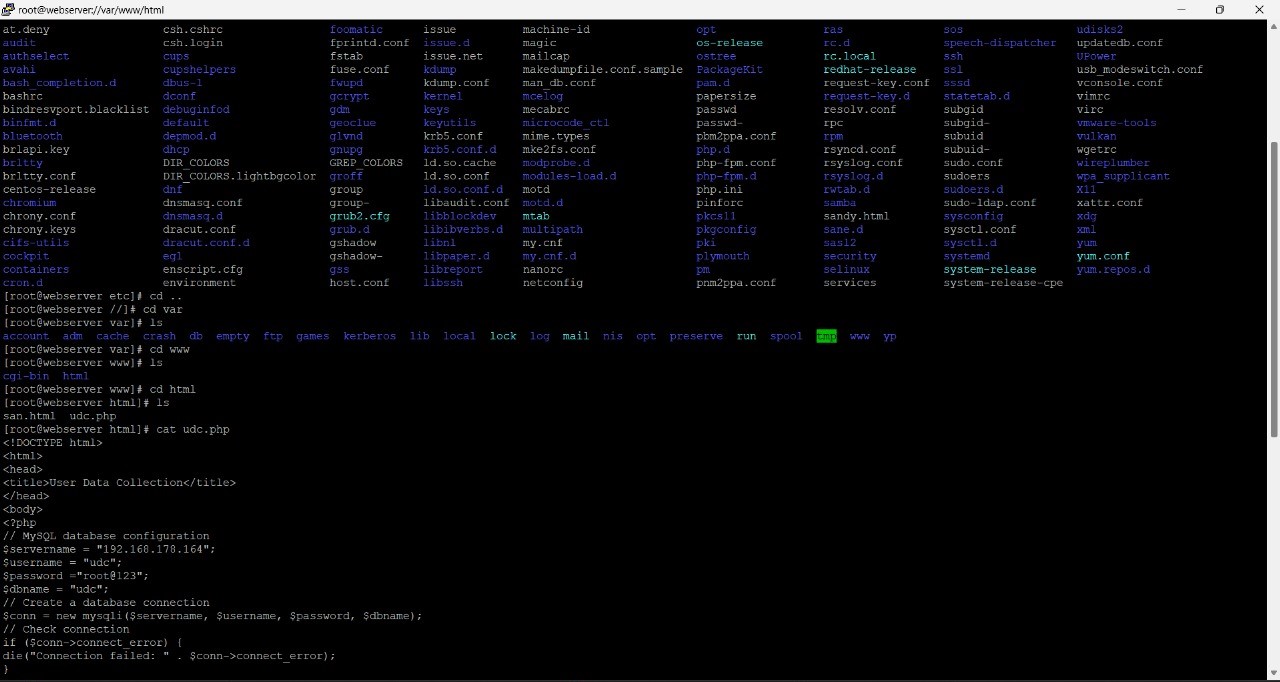 root@webserver://var/www/html
at.deny csh.cshrc foomatic issue machine-id opt ras sos udisks2
audit csh.login fprintd.conf issue.d magic os-release rc.d speech-dispatcher updatedb.conf
authselect cups fstab issue.net mailcap ostree rc.local ssh UPower
avahi cupshelpers fuse.conf kdump makedumpfile.conf.sample PackageKit redhat-release ssl usb_modeswitch.conf
bash_completion.d dbus-1 fwupd kdump.conf man_db.conf pam.d request-key.conf sssd vconsole.conf
bashrc dconf gcrypt kernel mcelog papersize request-key.d statetab.d vimrc
bindresvport.blacklist debuginfod gdm keys mecabrc passwd resolv.conf subgid virc
binfmt.d default geoclue keyutils microcode_ctl passwd- rpc subgid- vmware-tools
bluetooth depmod.d glvnd krb5.conf mime.types pbm2ppa.conf rpm subuid vulkan
brlapi.key dhcp gnupg krb5.conf.d mke2fs.conf php.d rsyncd.conf subuid- wgetrc
brltty DIR_COLORS GREP_COLORS ld.so.cache modprobe.d php-fpm.conf rsyslog.conf sudo.conf wireplumber
brltty.conf DIR_COLORS.lightbgcolor groff ld.so.conf modules-load.d php-fpm.d rsyslog.d sudoers wpa_supplicant
centos-release dnf group ld.so.conf.d motd php.ini rwtab.d sudoers.d X11
chromium dnsmasq.conf group- libaudit.conf motd.d pinforc samba sudo-ldap.conf xattr.conf
chrony.conf dnsmasq.d grub2.cfg libblockdev mtab pkcs11 sandy.html sysconfig xdg
chrony.keys dracut.conf grub.d libibverbs.d multipath pkgconfig sane.d sysctl.conf xml
cifs-utils dracut.conf.d gshadow libnl my.cnf pki sasl2 sysctl.d yum
cockpit egl gshadow- libpaper.d my.cnf.d plymouth security systemd yum.conf
containers enscript.cfg gss libreport nanorc pm selinux system-release yum.repos.d
cron.d environment host.conf libssh netconfig pnm2ppa.conf services system-release-cpe
[root@webserver etc]# cd ..
[root@webserver //]# cd var
[root@webserver var]# ls
account adm cache crash db empty ftp games kerberos lib local lock log mail nis opt preserve run spool tmp www yp
[root@webserver var]# cd www
[root@webserver www]# ls
cgi-bin html
[root@webserver www]# cd html
[root@webserver html]# ls
san.html udc.php
[root@webserver html]# cat udc.php
<!DOCTYPE html>
<html>
<head>
<title>User Data Collection</title>
</head>
<body>
<?php
// MySQL database configuration
$servername = "192.168.178.164";
$username = "udc";
$password ="root@123";
$dbname = "udc";
// Create a database connection
$conn = new mysqli($servername, $username, $password, $dbname);
// Check connection
if ($conn->connect_error) {
die("Connection failed: " . $conn->connect_error);
}